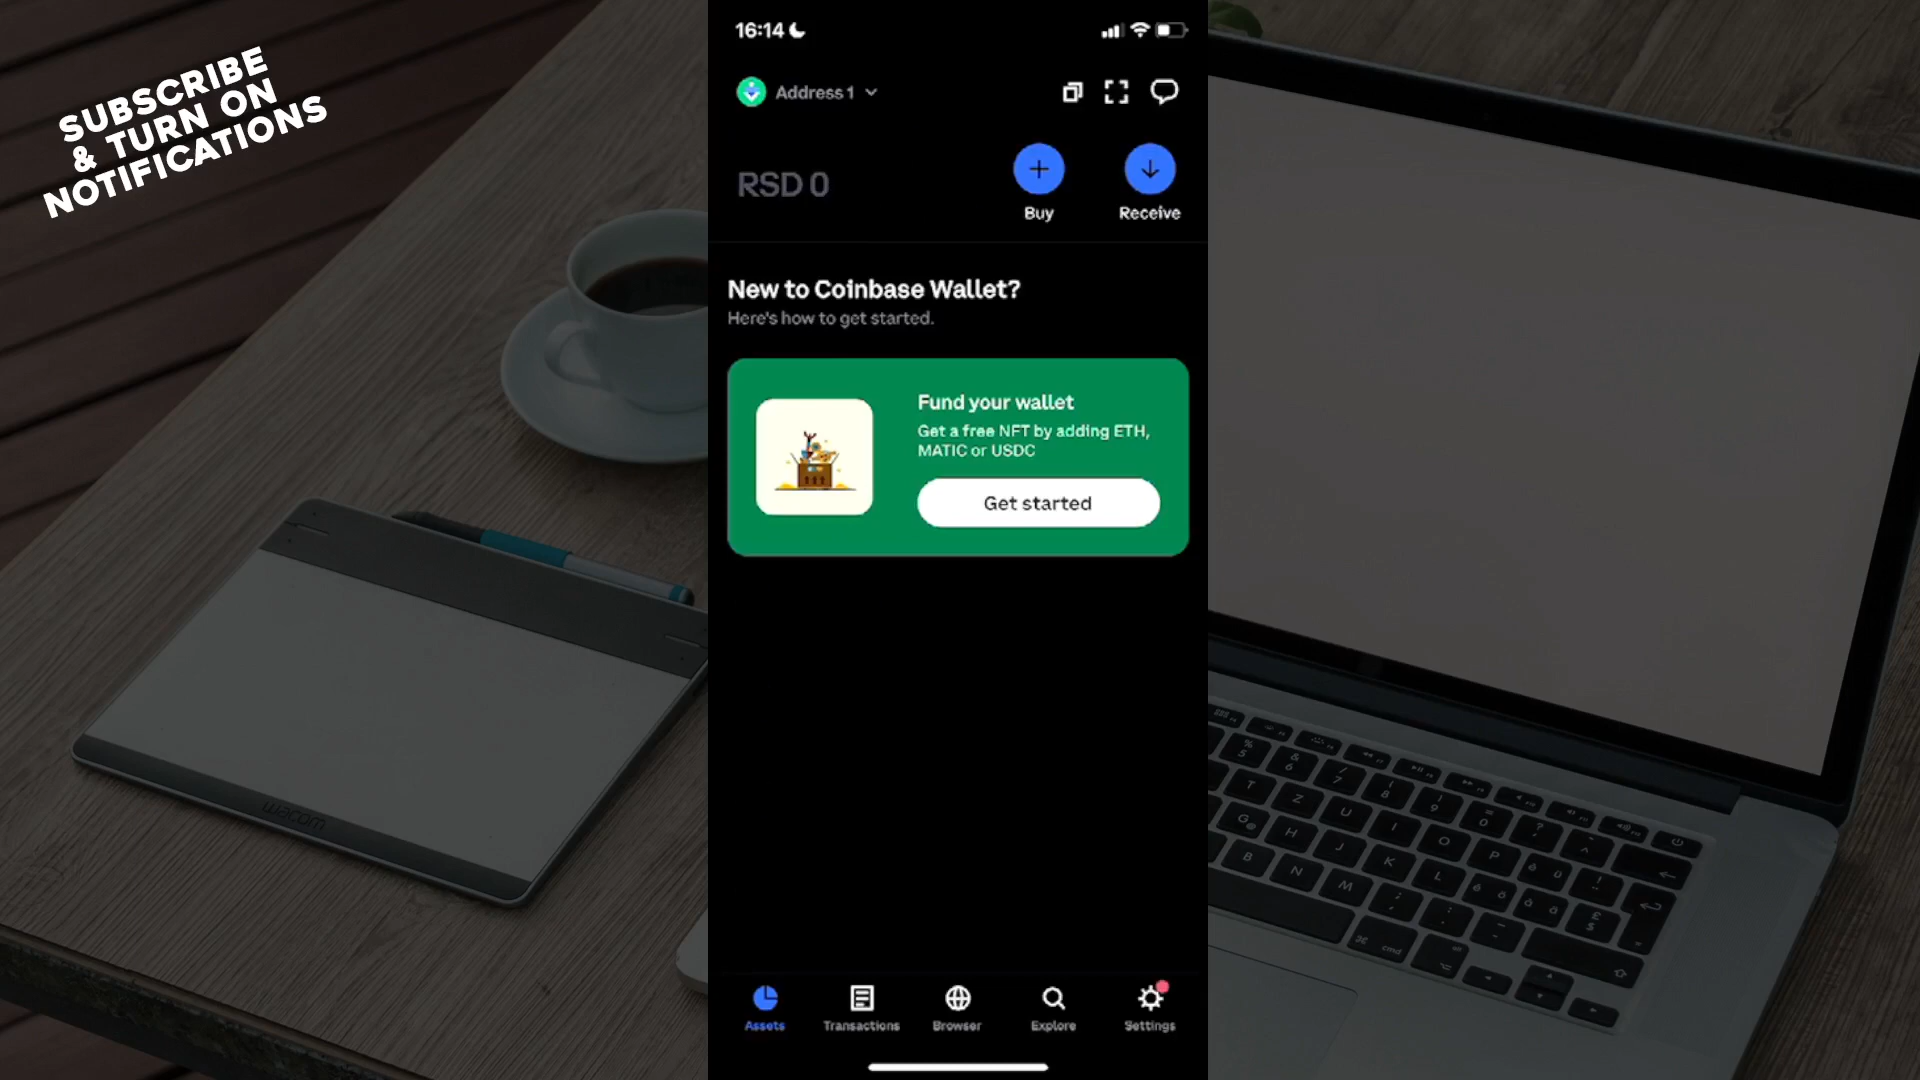 SUBSCRIBE
& TURN ON
NOTIFICATIONS
16:14
Address 1
RSD 0
Buy
Receive
New to Coinbase Wallet?
Here's how to get started.
Fund your wallet
Get a free NFT by adding ETH,
MATIC or USDC
Get started
Assets
Transactions
Browser
Explore
Settings
wacom